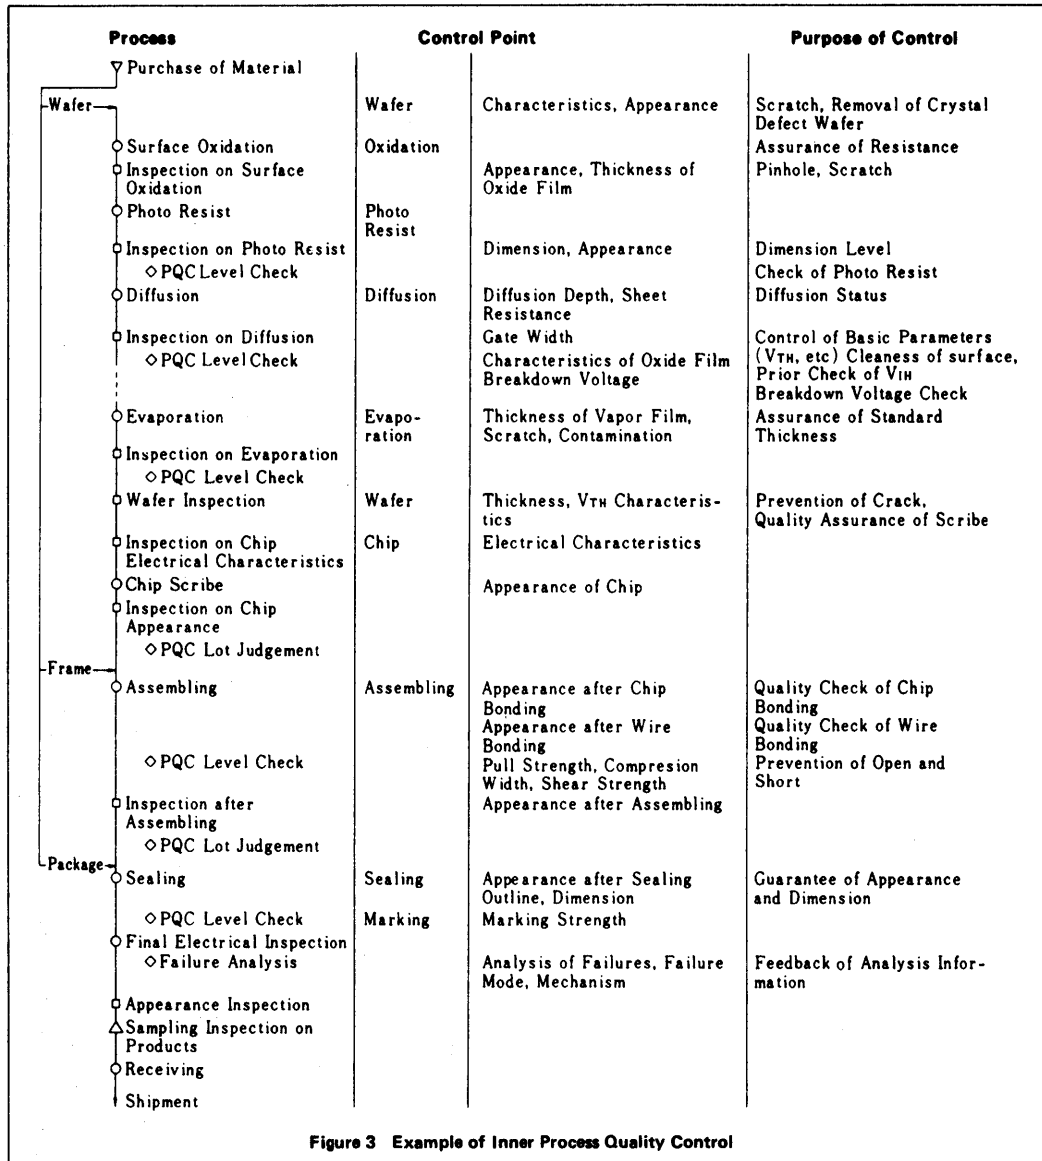 Process Control Point Purpose of Control
Purchase of Material
Wafer Wafer Characteristics, Appearance Scratch, Removal of Crystal
Defect Wafer
Surface Oxidation Oxidation Assurance of Resistance
Inspection on Surface Appearance, Thickness of Pinhole, Scratch
Oxidation Oxide Film
Photo Resist Photo
Resist
Inspection on Photo Resist Dimension, Appearance Dimension Level
PQC Level Check Check of Photo Resist
Diffusion Diffusion Diffusion Depth, Sheet Diffusion Status
Resistance
Inspection on Diffusion Gate Width Control of Basic Parameters
PQC Level Check Characteristics of Oxide Film (VTH, etc) Cleaness of surface,
Breakdown Voltage Prior Check of VIH
Breakdown Voltage Check
Evaporation Evapo- Thickness of Vapor Film, Assurance of Standard
ration Scratch, Contamination Thickness
Inspection on Evaporation
PQC Level Check
Wafer Inspection Wafer Thickness, VTH Characteris- Prevention of Crack,
tics Quality Assurance of Scribe
Inspection on Chip Chip Electrical Characteristics
Electrical Characteristics
Chip Scribe Appearance of Chip
Inspection on Chip
Appearance
PQC Lot Judgement
Frame
Assembling Assembling Appearance after Chip Quality Check of Chip
Bonding Bonding
Appearance after Wire Quality Check of Wire
Bonding Bonding
PQC Level Check Pull Strength, Compresion Prevention of Open and
Width, Shear Strength Short
Inspection after Appearance after Assembling
Assembling
PQC Lot Judgement
Package
Sealing Sealing Appearance after Sealing Guarantee of Appearance
Outline, Dimension and Dimension
PQC Level Check Marking Marking Strength
Final Electrical Inspection
Failure Analysis Analysis of Failures, Failure Feedback of Analysis Infor-
Mode, Mechanism mation
Appearance Inspection
Sampling Inspection on
Products
Receiving
Shipment
Figure 3 Example of Inner Process Quality Control